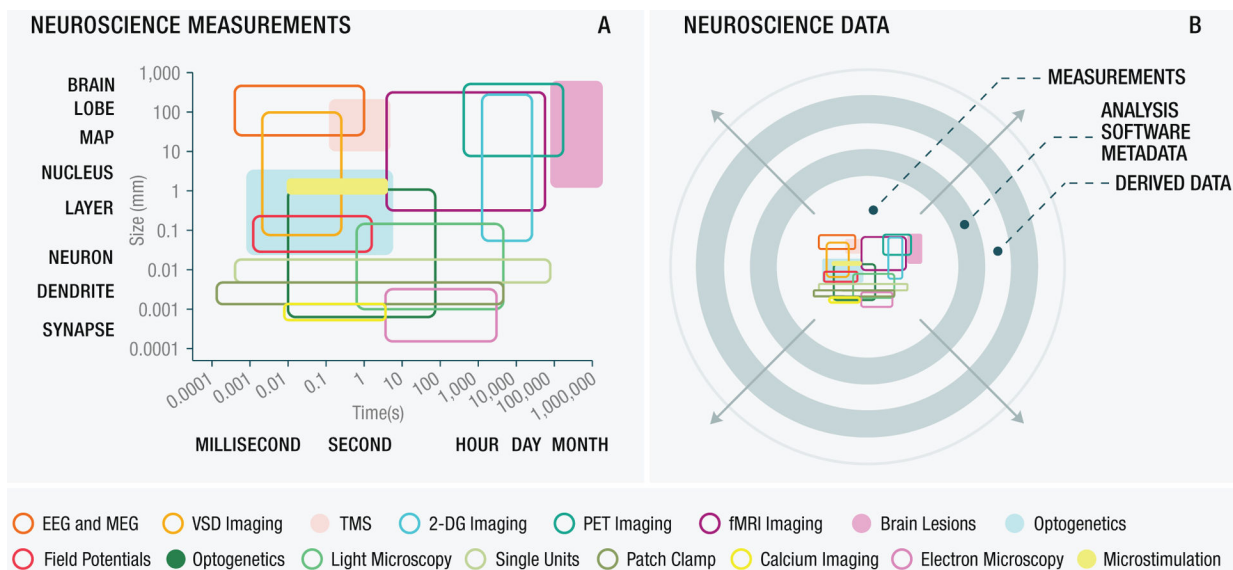 NEUROSCIENCE MEASUREMENTS
A
BRAIN
LOBE
MAP
NUCLEUS
LAYER
NEURON
DENDRITE
SYNAPSE
Size (mm)
1,000
100
10
1
0.1
0.01
0.001
0.0001
0.0001
0.001
0.01
0.1
1
10
100
1,000
10,000
100,000
1,000,000
Time(s)
MILLISECOND
SECOND
HOUR
DAY
MONTH
NEUROSCIENCE DATA
B
MEASUREMENTS
ANALYSIS
SOFTWARE
METADATA
DERIVED DATA
EEG and MEG
VSD Imaging
TMS
2-DG Imaging
PET Imaging
fMRI Imaging
Brain Lesions
Optogenetics
Field Potentials
Optogenetics
Light Microscopy
Single Units
Patch Clamp
Calcium Imaging
Electron Microscopy
Microstimulation